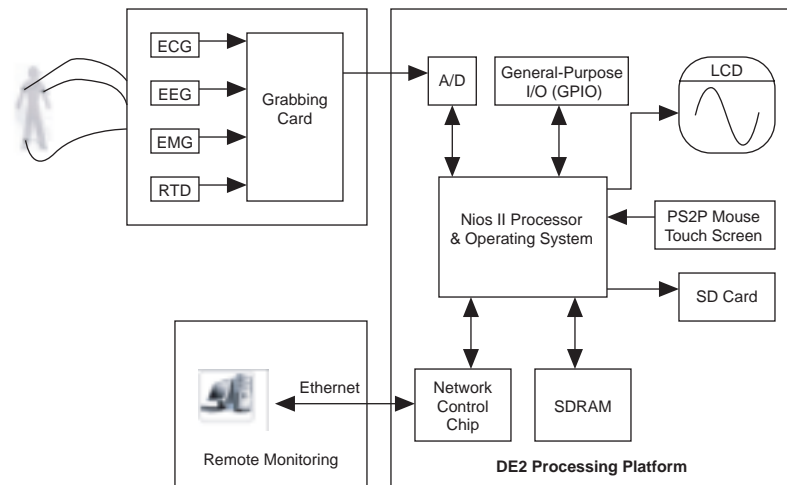 ECG
EEG
EMG
RTD
Grabbing
Card
A/D
General-Purpose
I/O (GPIO)
LCD
Nios II Processor
& Operating System
PS2P Mouse
Touch Screen
SD Card
Ethernet
Network
Control
Chip
SDRAM
Remote Monitoring
DE2 Processing Platform